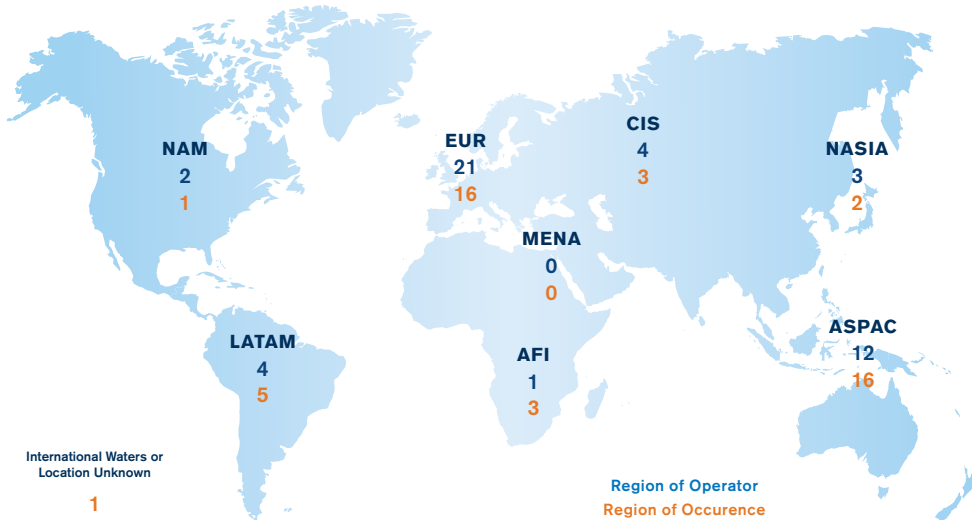 NAM
2
1
EUR
21
16
CIS
4
3
NASIA
3
2
MENA
0
0
LATAM
4
5
AFI
1
3
ASPAC
12
16
International Waters or
Location Unknown
1
Region of Operator
Region of Occurence